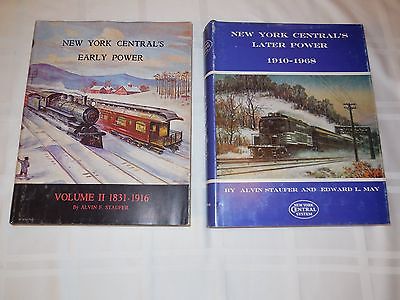 NEW YORK CENTRAL'S
EARLY POWER
VOLUME II 1831-1916
By ALVIN F. STAUFER
NEW YORK CENTRAL'S
LATER POWER
1910-1968
BY ALVIN STAUFER AND EDWARD L. MAY
NEW YORK
CENTRAL
SYSTEM